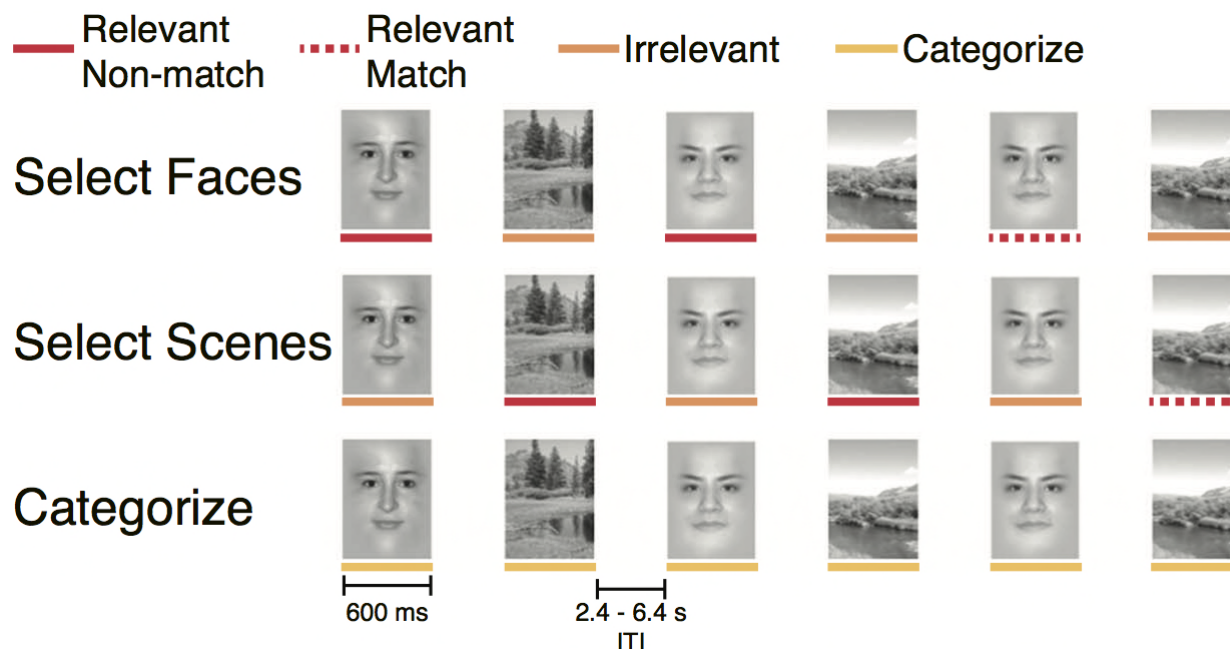 Relevant
Non-match
Relevant
Match
Irrelevant
Categorize
Select Faces
Select Scenes
Categorize
600 ms
2.4 - 6.4 s
ITI